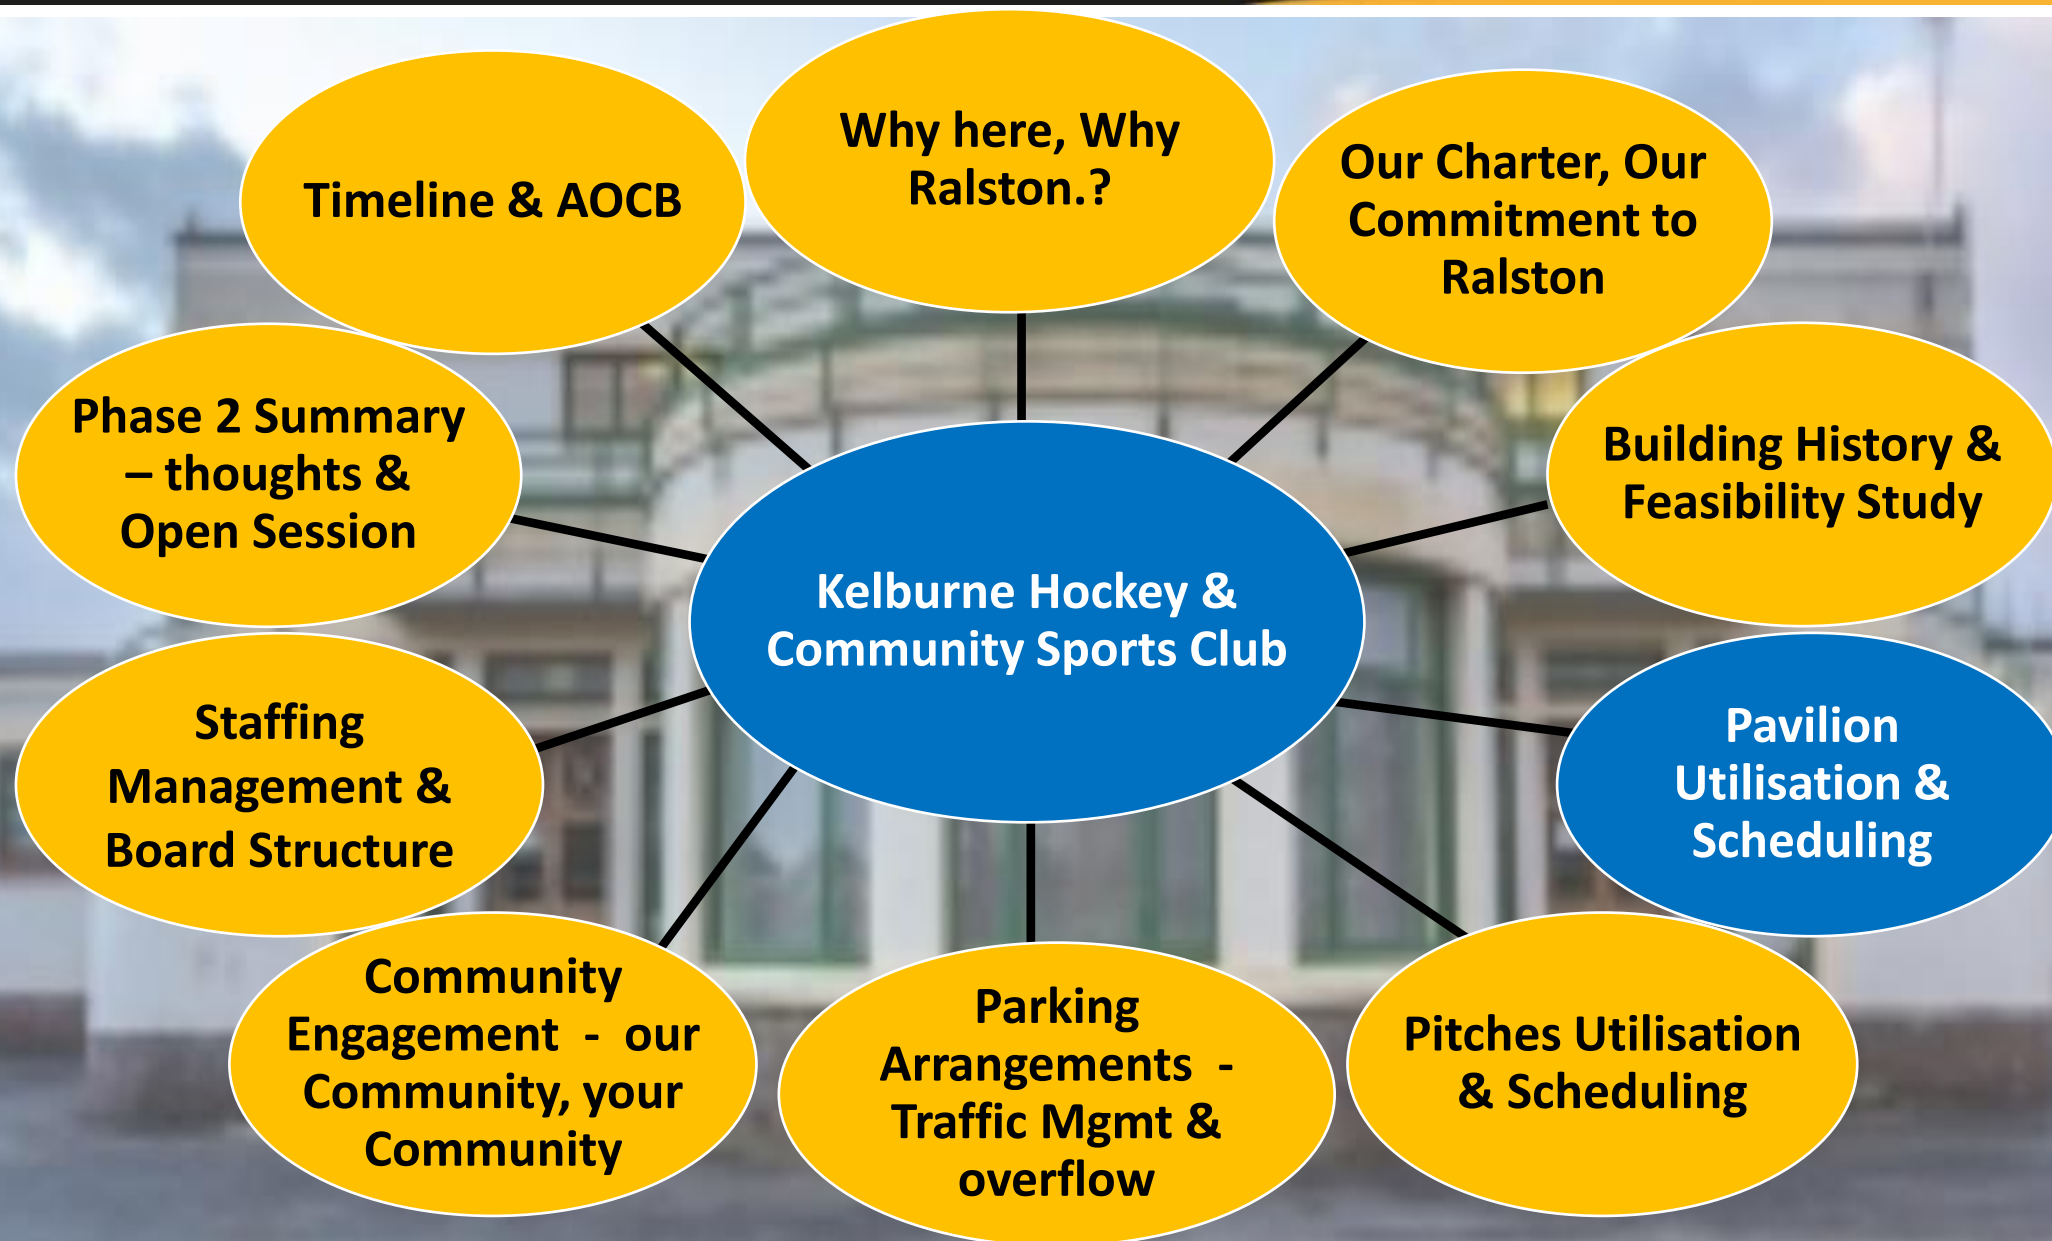 Why here, Why
Ralston.?
Our Charter, Our
Commitment to
Ralston
Building History &
Feasibility Study
Pavilion
Utilisation &
Scheduling
Pitches Utilisation
& Scheduling
Parking
Arrangements  -
Traffic Mgmt &
overflow
Community
Engagement  -  our
Community, your
Community
Staffing
Management &
Board Structure
Phase 2 Summary
– thoughts &
Open Session
Timeline & AOCB
Kelburne Hockey &
Community Sports Club